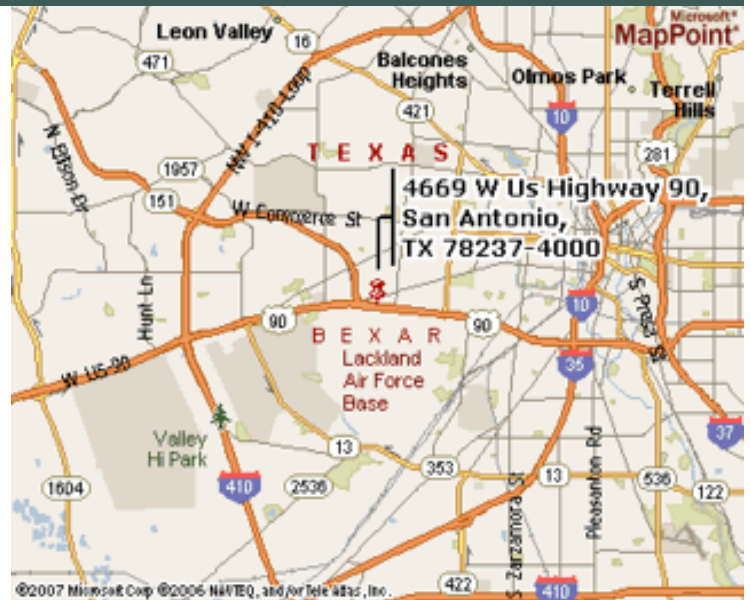 Microsoft®
MapPoint®
Leon Valley
16
471
Balcones
Heights
Olmos Park
Terrell
Hills
NW I-410-Loop
421
10
N Ellison Dr
1957
TEXAS
281
151
W Commerce St
4669 W Us Highway 90,
San Antonio,
TX 78237-4000
Hunt Ln
S Presa St
10
90
90
BEXAR
W US-90
Lackland
Air Force
Base
35
Valley
Hi Park
13
37
1604
410
2536
353
13
536
122
S Zarzamora St
Pleasanton Rd
422
410
©2007 Microsoft Corp ©2006 NAVTEQ, and/or Tele Atlas, Inc.